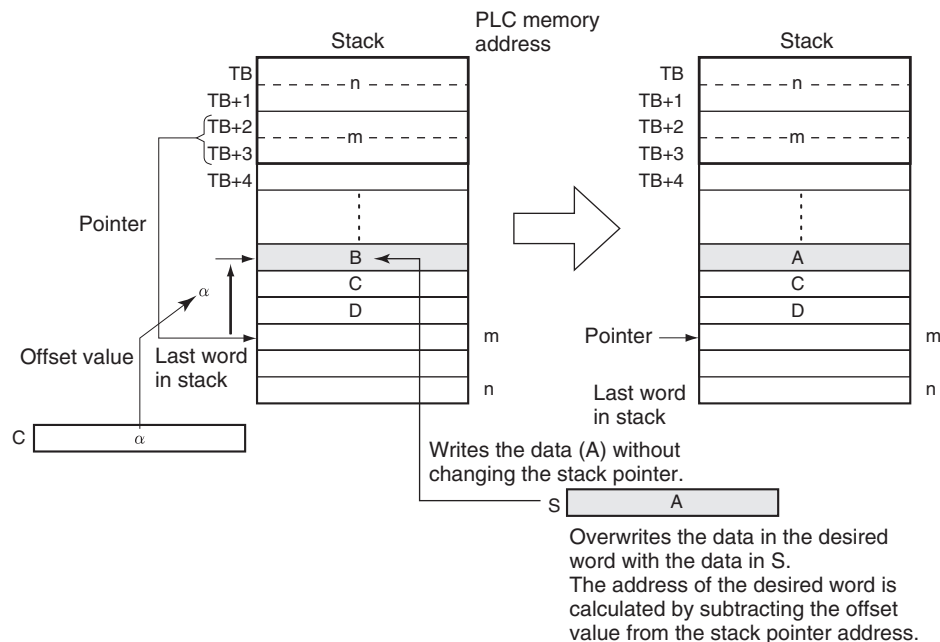 PLC memory
address
Stack
Stack
TB
TB+1
TB+2
TB+3
TB+4
n
m
TB
TB+1
TB+2
TB+3
TB+4
n
m
Pointer
B
C
D
α
Offset value
Last word
in stack
m
n
A
C
D
Pointer
m
Last word
in stack
n
C
α
Writes the data (A) without
changing the stack pointer.
S
A
Overwrites the data in the desired
word with the data in S.
The address of the desired word is
calculated by subtracting the offset
value from the stack pointer address.